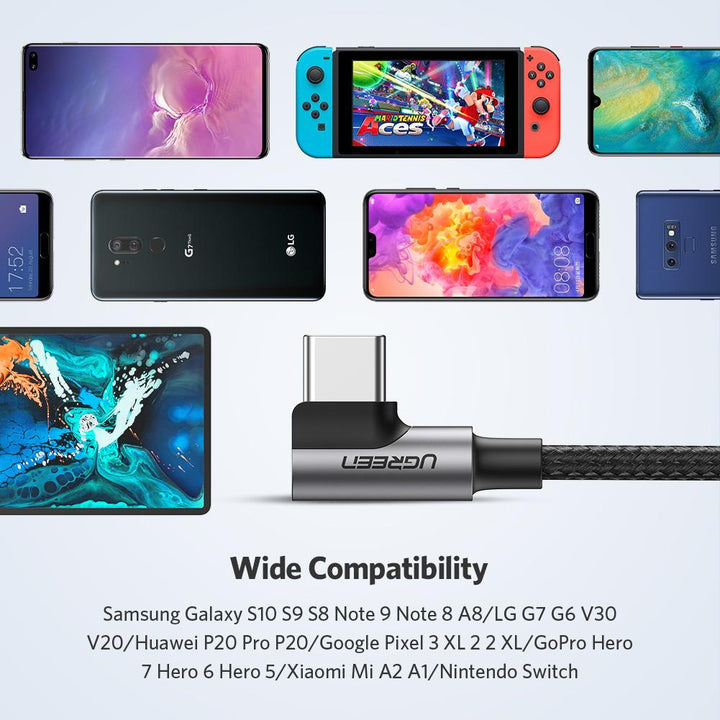 MARIO TENNIS
Aces
17:52
G7 ThinQ
LG
08:08
SAMSUNG
UGREEN
Wide Compatibility
Samsung Galaxy S10 S9 S8 Note 9 Note 8 A8/LG G7 G6 V30
V20/Huawei P20 Pro P20/Google Pixel 3 XL 2 2 XL/GoPro Hero
7 Hero 6 Hero 5/Xiaomi Mi A2 A1/Nintendo Switch